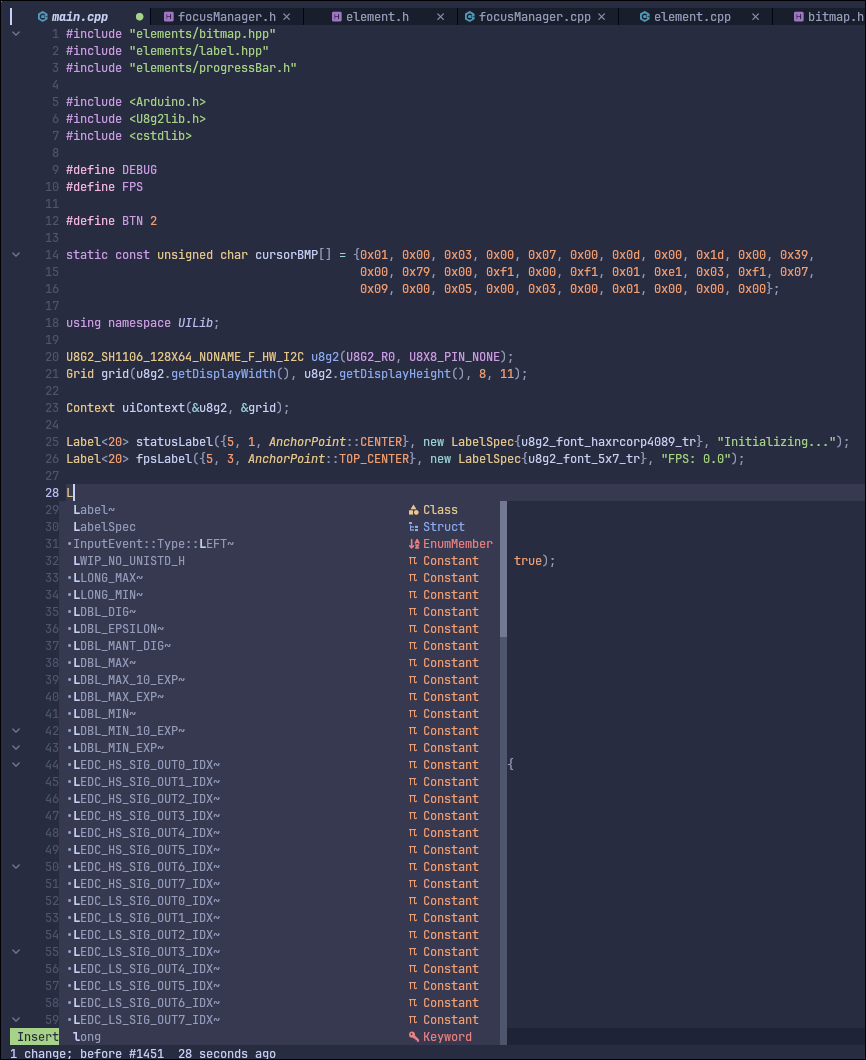 main.cpp ● focusManager.h × element.h × focusManager.cpp × element.cpp × bitmap.h
1 #include "elements/bitmap.hpp"
2 #include "elements/label.hpp"
3 #include "elements/progressBar.h"
4
5 #include <Arduino.h>
6 #include <U8g2lib.h>
7 #include <cstdlib>
8
9 #define DEBUG
10 #define FPS
11
12 #define BTN 2
13
14 static const unsigned char cursorBMP[] = {0x01, 0x00, 0x03, 0x00, 0x07, 0x00, 0x0d, 0x00, 0x1d, 0x00, 0x39,
15 0x00, 0x79, 0x00, 0xf1, 0x00, 0xf1, 0x01, 0xe1, 0x03, 0xf1, 0x07,
16 0x09, 0x00, 0x05, 0x00, 0x03, 0x00, 0x01, 0x00, 0x00, 0x00};
17
18 using namespace UILib;
19
20 U8G2_SH1106_128X64_NONAME_F_HW_I2C u8g2(U8G2_R0, U8X8_PIN_NONE);
21 Grid grid(u8g2.getDisplayWidth(), u8g2.getDisplayHeight(), 8, 11);
22
23 Context uiContext(&u8g2, &grid);
24
25 Label<20> statusLabel({5, 1, AnchorPoint::CENTER}, new LabelSpec{u8g2_font_haxrcorp4089_tr}, "Initializing...");
26 Label<20> fpsLabel({5, 3, AnchorPoint::TOP_CENTER}, new LabelSpec{u8g2_font_5x7_tr}, "FPS: 0.0");
27
28 L
29 Label~ Class
30 LabelSpec Struct
31 •InputEvent::Type::LEFT~ EnumMember
32 LWIP_NO_UNISTD_H π Constant true);
33 •LLONG_MAX~ π Constant
34 •LLONG_MIN~ π Constant
35 •LDBL_DIG~ π Constant
36 •LDBL_EPSILON~ π Constant
37 •LDBL_MANT_DIG~ π Constant
38 •LDBL_MAX~ π Constant
39 •LDBL_MAX_10_EXP~ π Constant
40 •LDBL_MAX_EXP~ π Constant
41 •LDBL_MIN~ π Constant
42 •LDBL_MIN_10_EXP~ π Constant
43 •LDBL_MIN_EXP~ π Constant
44 •LEDC_HS_SIG_OUT0_IDX~ π Constant {
45 •LEDC_HS_SIG_OUT1_IDX~ π Constant
46 •LEDC_HS_SIG_OUT2_IDX~ π Constant
47 •LEDC_HS_SIG_OUT3_IDX~ π Constant
48 •LEDC_HS_SIG_OUT4_IDX~ π Constant
49 •LEDC_HS_SIG_OUT5_IDX~ π Constant
50 •LEDC_HS_SIG_OUT6_IDX~ π Constant
51 •LEDC_HS_SIG_OUT7_IDX~ π Constant
52 •LEDC_LS_SIG_OUT0_IDX~ π Constant
53 •LEDC_LS_SIG_OUT1_IDX~ π Constant
54 •LEDC_LS_SIG_OUT2_IDX~ π Constant
55 •LEDC_LS_SIG_OUT3_IDX~ π Constant
56 •LEDC_LS_SIG_OUT4_IDX~ π Constant
57 •LEDC_LS_SIG_OUT5_IDX~ π Constant
58 •LEDC_LS_SIG_OUT6_IDX~ π Constant
59 •LEDC_LS_SIG_OUT7_IDX~ π Constant
Insert long Keyword
1 change; before #1451 28 seconds ago